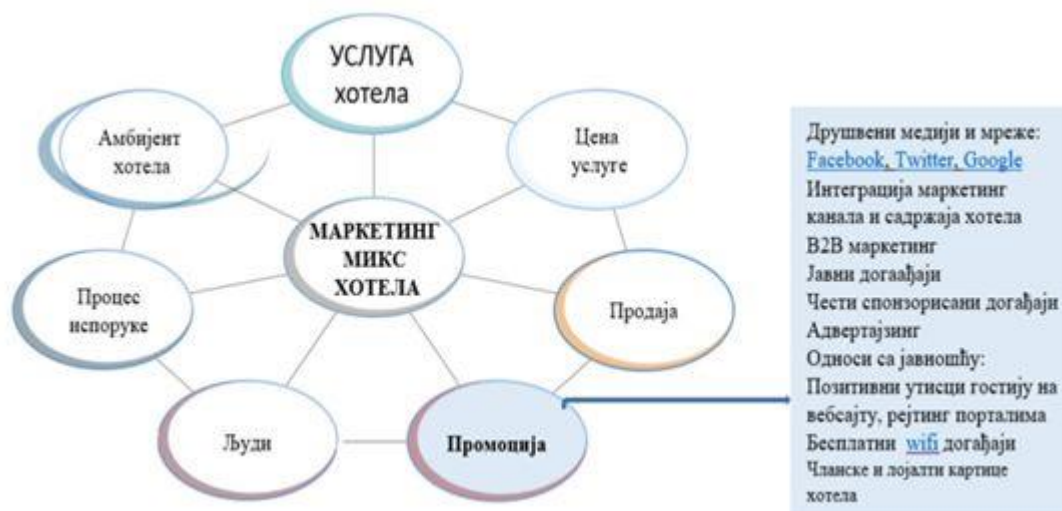 УСЛУГА
хотела
Амбијент
хотела
Цена
услуге
МАРКЕТИНГ
МИКС
ХОТЕЛА
Процес
испоруке
Продаја
Људи
Промоција
Друштвени медији и мреже:
Facebook, Twitter, Google
Интеграција маркетинг
канала и садржаја хотела
B2B маркетинг
Јавни догаађаји
Чести спонзорисани догађаји
Адвертајзинг
Односи са јавношћу:
Позитивни утисци гостију на
вебсајту, рејтинг порталима
Бесплатни wifi догађаји
Чланске и лојалти картице
хотела